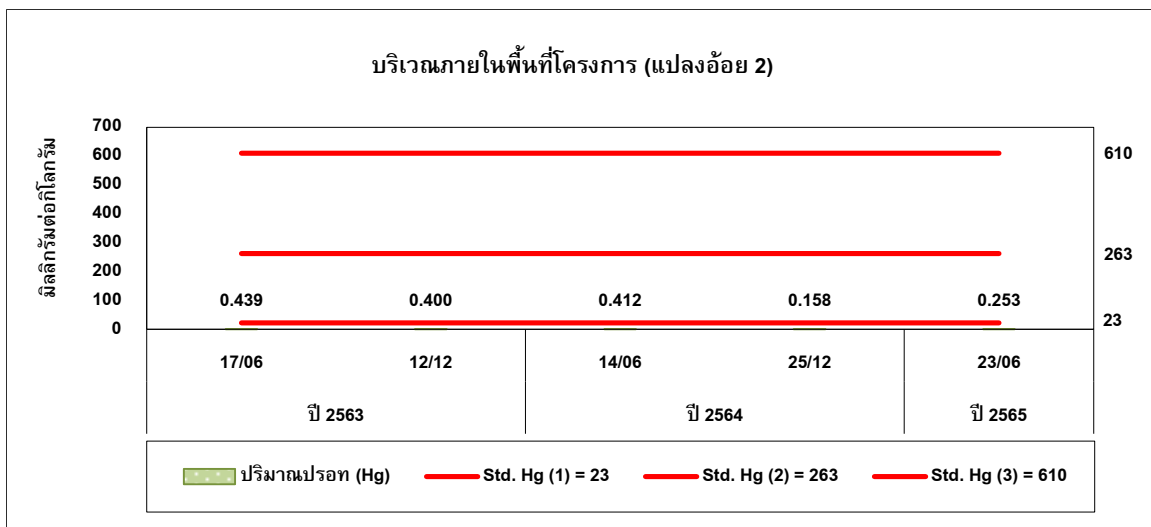 บริเวณภายในพื้นที่โครงการ (แปลงอ้อย 2)
มิลลิกรัมต่อกิโลกรัม
700
600
500
400
300
200
100
0
610
263
23
0.439 0.400 0.412 0.158 0.253
17/06 12/12 14/06 25/12 23/06
ปี 2563 ปี 2564 ปี 2565
ปริมาณปรอท (Hg) Std. Hg (1) = 23 Std. Hg (2) = 263 Std. Hg (3) = 610